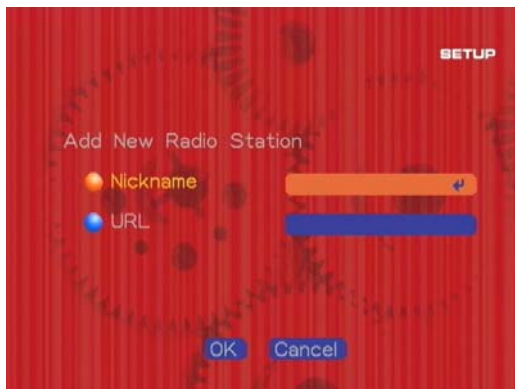 SETUP
Add New Radio Station
Nickname
URL
OK Cancel